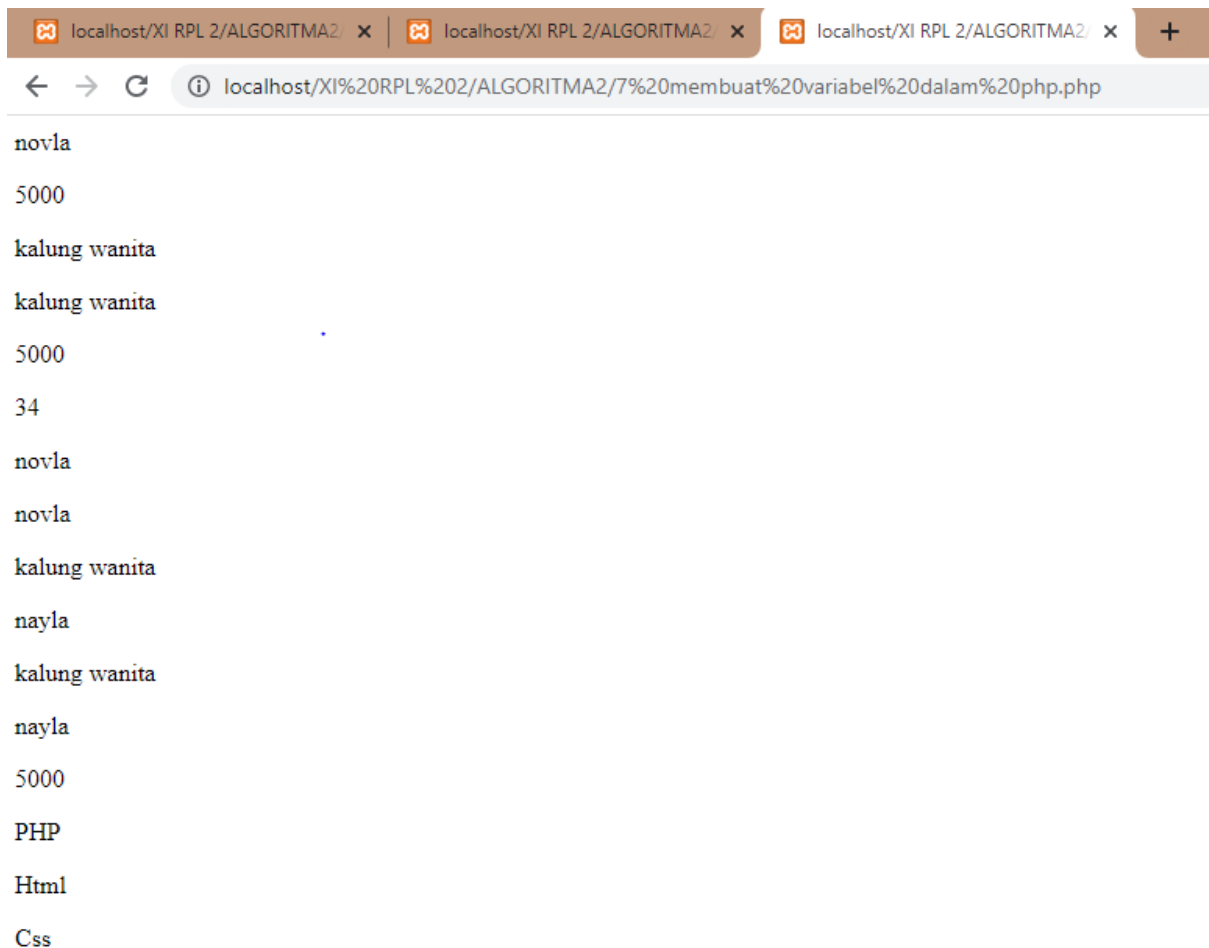 localhost/XI RPL 2/ALGORITMA2/ localhost/XI RPL 2/ALGORITMA2/ localhost/XI RPL 2/ALGORITMA2/
localhost/XI%20RPL%202/ALGORITMA2/7%20membuat%20variabel%20dalam%20php.php
novla
5000
kalung wanita
kalung wanita
5000
34
novla
novla
kalung wanita
nayla
kalung wanita
nayla
5000
PHP
Html
Css